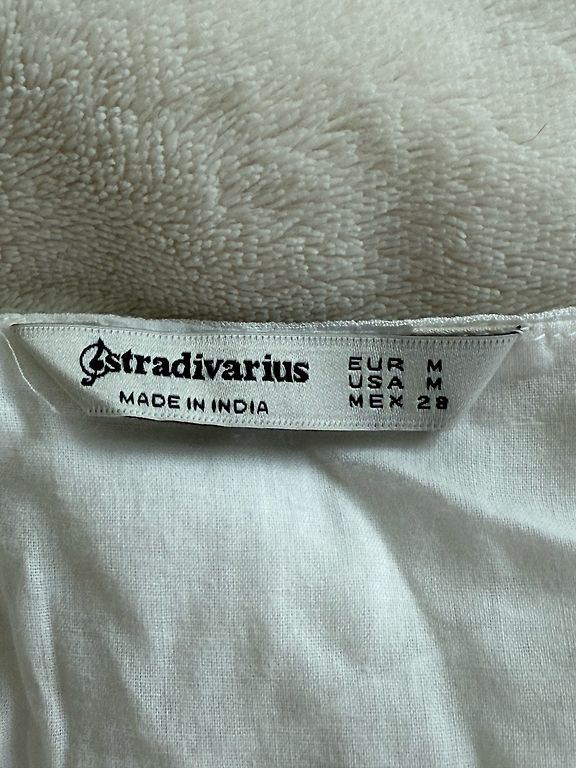 stradivarius
MADE IN INDIA
EUR M
USA M
MEX 28